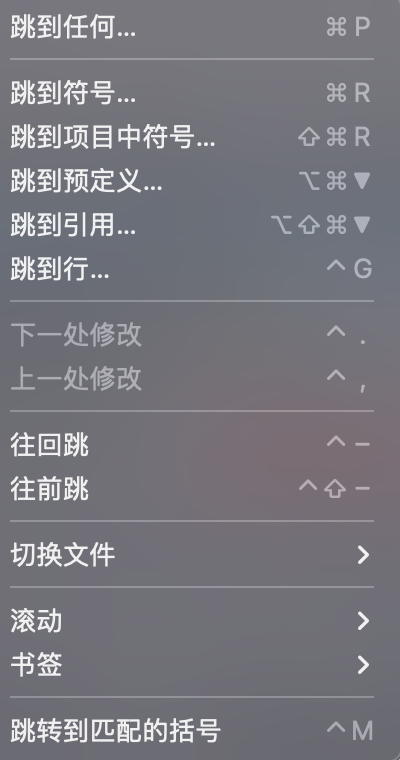 跳到任何... ⌘ P
跳到符号... ⌘ R
跳到项目中符号... ⇧ ⌘ R
跳到预定义... ⌥ ⌘ ▼
跳到引用... ⌥ ⇧ ⌘ ▼
跳到行... ^ G
下一处修改 ^ .
上一处修改 ^ ,
往回跳 ^ −
往前跳 ^ ⇧ −
切换文件
滚动
书签
跳转到匹配的括号 ^ M